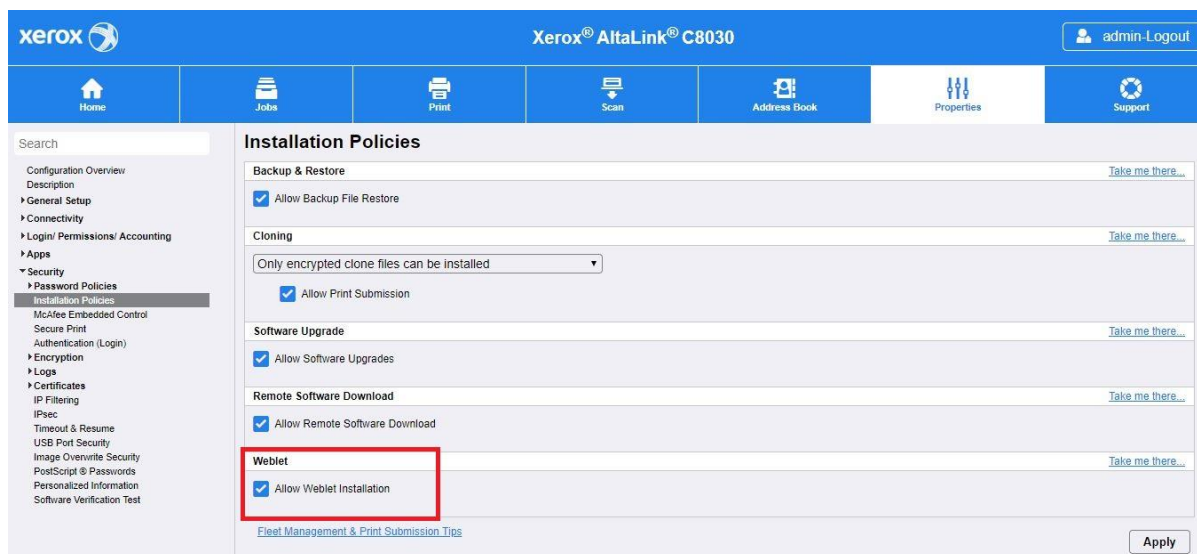 xerox
Xerox® AltaLink® C8030
admin-Logout
Home
Jobs
Print
Scan
Address Book
Properties
Support
Search
Configuration Overview
Description
General Setup
Connectivity
Login/ Permissions/ Accounting
Apps
Security
Password Policies
Installation Policies
McAfee Embedded Control
Secure Print
Authentication (Login)
Encryption
Logs
Certificates
IP Filtering
IPsec
Timeout & Resume
USB Port Security
Image Overwrite Security
PostScript ® Passwords
Personalized Information
Software Verification Test
Installation Policies
Backup & Restore Take me there...
Allow Backup File Restore
Cloning Take me there...
Only encrypted clone files can be installed
Allow Print Submission
Software Upgrade Take me there...
Allow Software Upgrades
Remote Software Download Take me there...
Allow Remote Software Download
Weblet Take me there...
Allow Weblet Installation
Fleet Management & Print Submission Tips
Apply